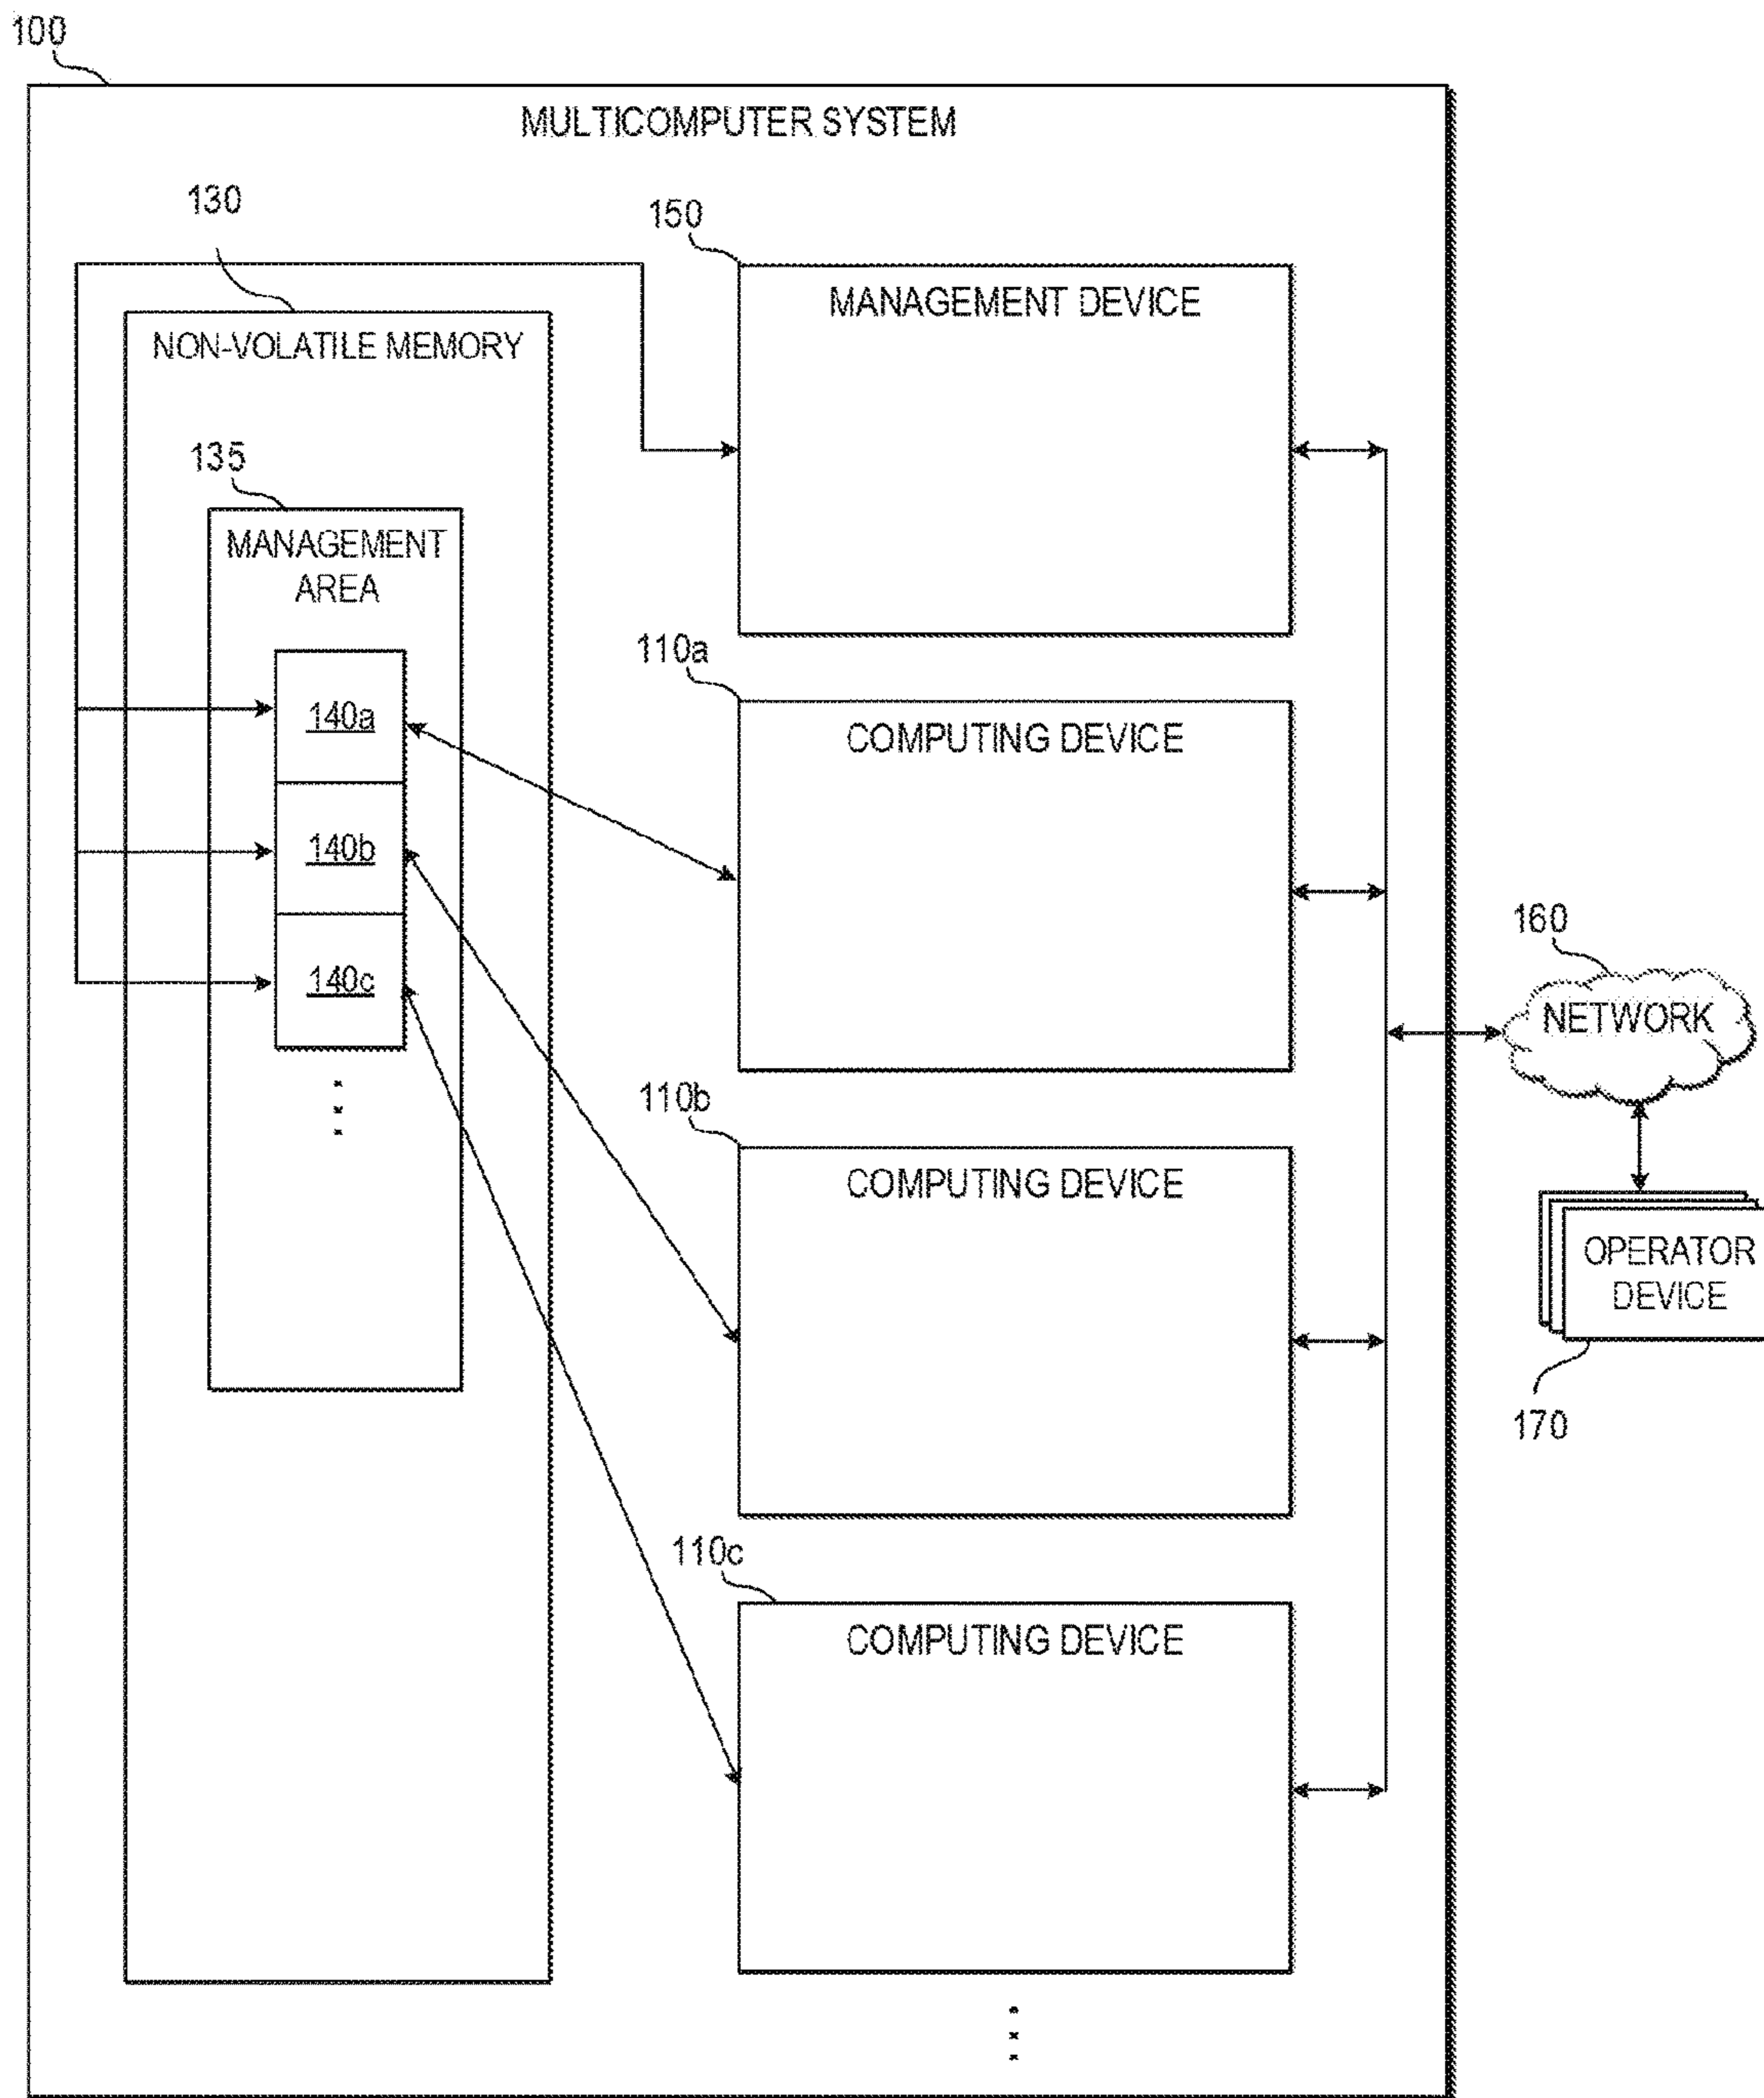 100
MULTICOMPUTER SYSTEM
130
150
NON-VOLATILE MEMORY
MANAGEMENT DEVICE
135
MANAGEMENT
AREA
110a
140a
COMPUTING DEVICE
140b
160
140c
NETWORK
110b
COMPUTING DEVICE
OPERATOR
DEVICE
170
110c
COMPUTING DEVICE